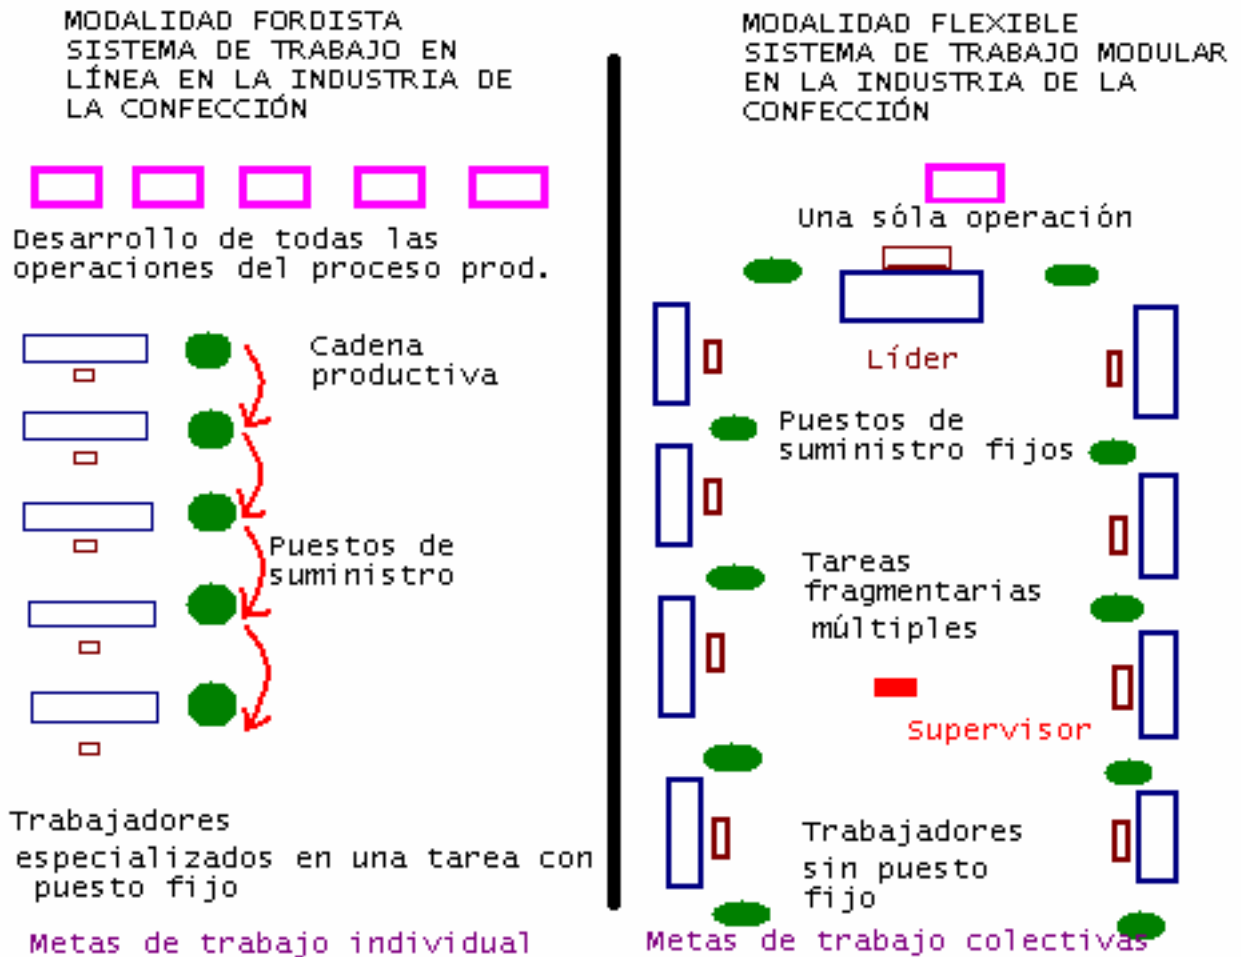 MODALIDAD FORDISTA
SISTEMA DE TRABAJO EN
LÍNEA EN LA INDUSTRIA DE
LA CONFECCIÓN
Desarrollo de todas las
operaciones del proceso prod.
Cadena
productiva
Puestos de
suministro
Trabajadores
especializados en una tarea con
puesto fijo
Metas de trabajo individual
MODALIDAD FLEXIBLE
SISTEMA DE TRABAJO MODULAR
EN LA INDUSTRIA DE LA
CONFECCIÓN
Una sóla operación
Líder
Puestos de
suministro fijos
Tareas
fragmentarias
múltiples
Supervisor
Trabajadores
sin puesto
fijo
Metas de trabajo colectivas